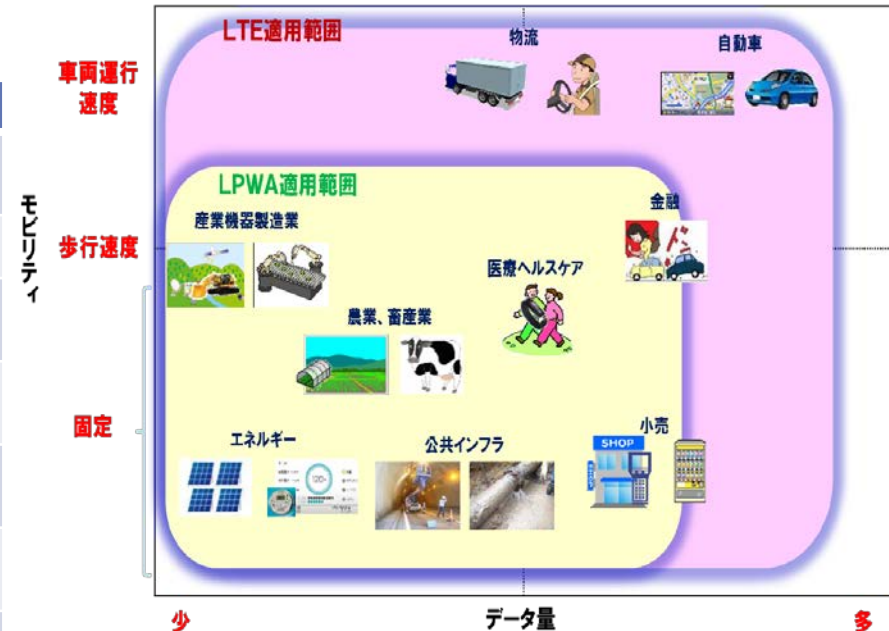 LTE適用範囲
物流
自動車
車両運行
速度
LPWA適用範囲
金融
産業機器製造業
モビリティ
歩行速度
医療ヘルスケア
農業、畜産業
固定
エネルギー
公共インフラ
小売
SHOP
少
データ量
多